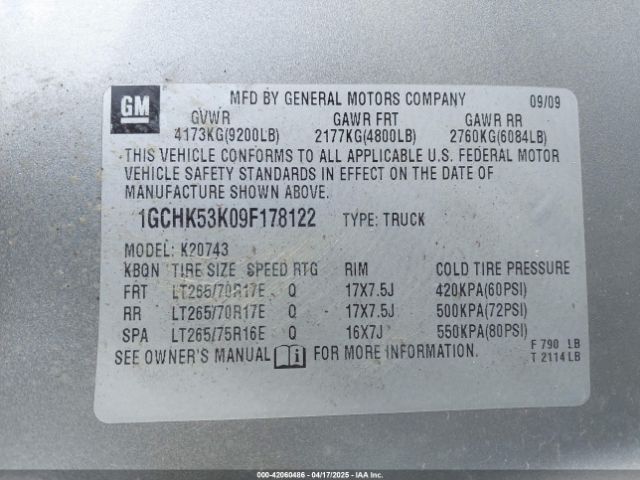 GM
MFD BY GENERAL MOTORS COMPANY 09/09
GVWR GAWR FRT GAWR RR
4173KG(9200LB) 2177KG(4800LB) 2760KG(6084LB)
THIS VEHICLE CONFORMS TO ALL APPLICABLE U.S. FEDERAL MOTOR
VEHICLE SAFETY STANDARDS IN EFFECT ON THE DATE OF
MANUFACTURE SHOWN ABOVE.
1GCHK53K09F178122 TYPE: TRUCK
MODEL: K20743
KBQN TIRE SIZE SPEED RTG RIM COLD TIRE PRESSURE
FRT LT265/70R17E Q 17X7.5J 420KPA(60PSI)
RR LT265/70R17E Q 17X7.5J 500KPA(72PSI)
SPA LT265/75R16E Q 16X7J 550KPA(80PSI)
SEE OWNER'S MANUAL FOR MORE INFORMATION.
F 790 LB
T 2114 LB
000-42060486 - 04/17/2025 - IAAI.COM